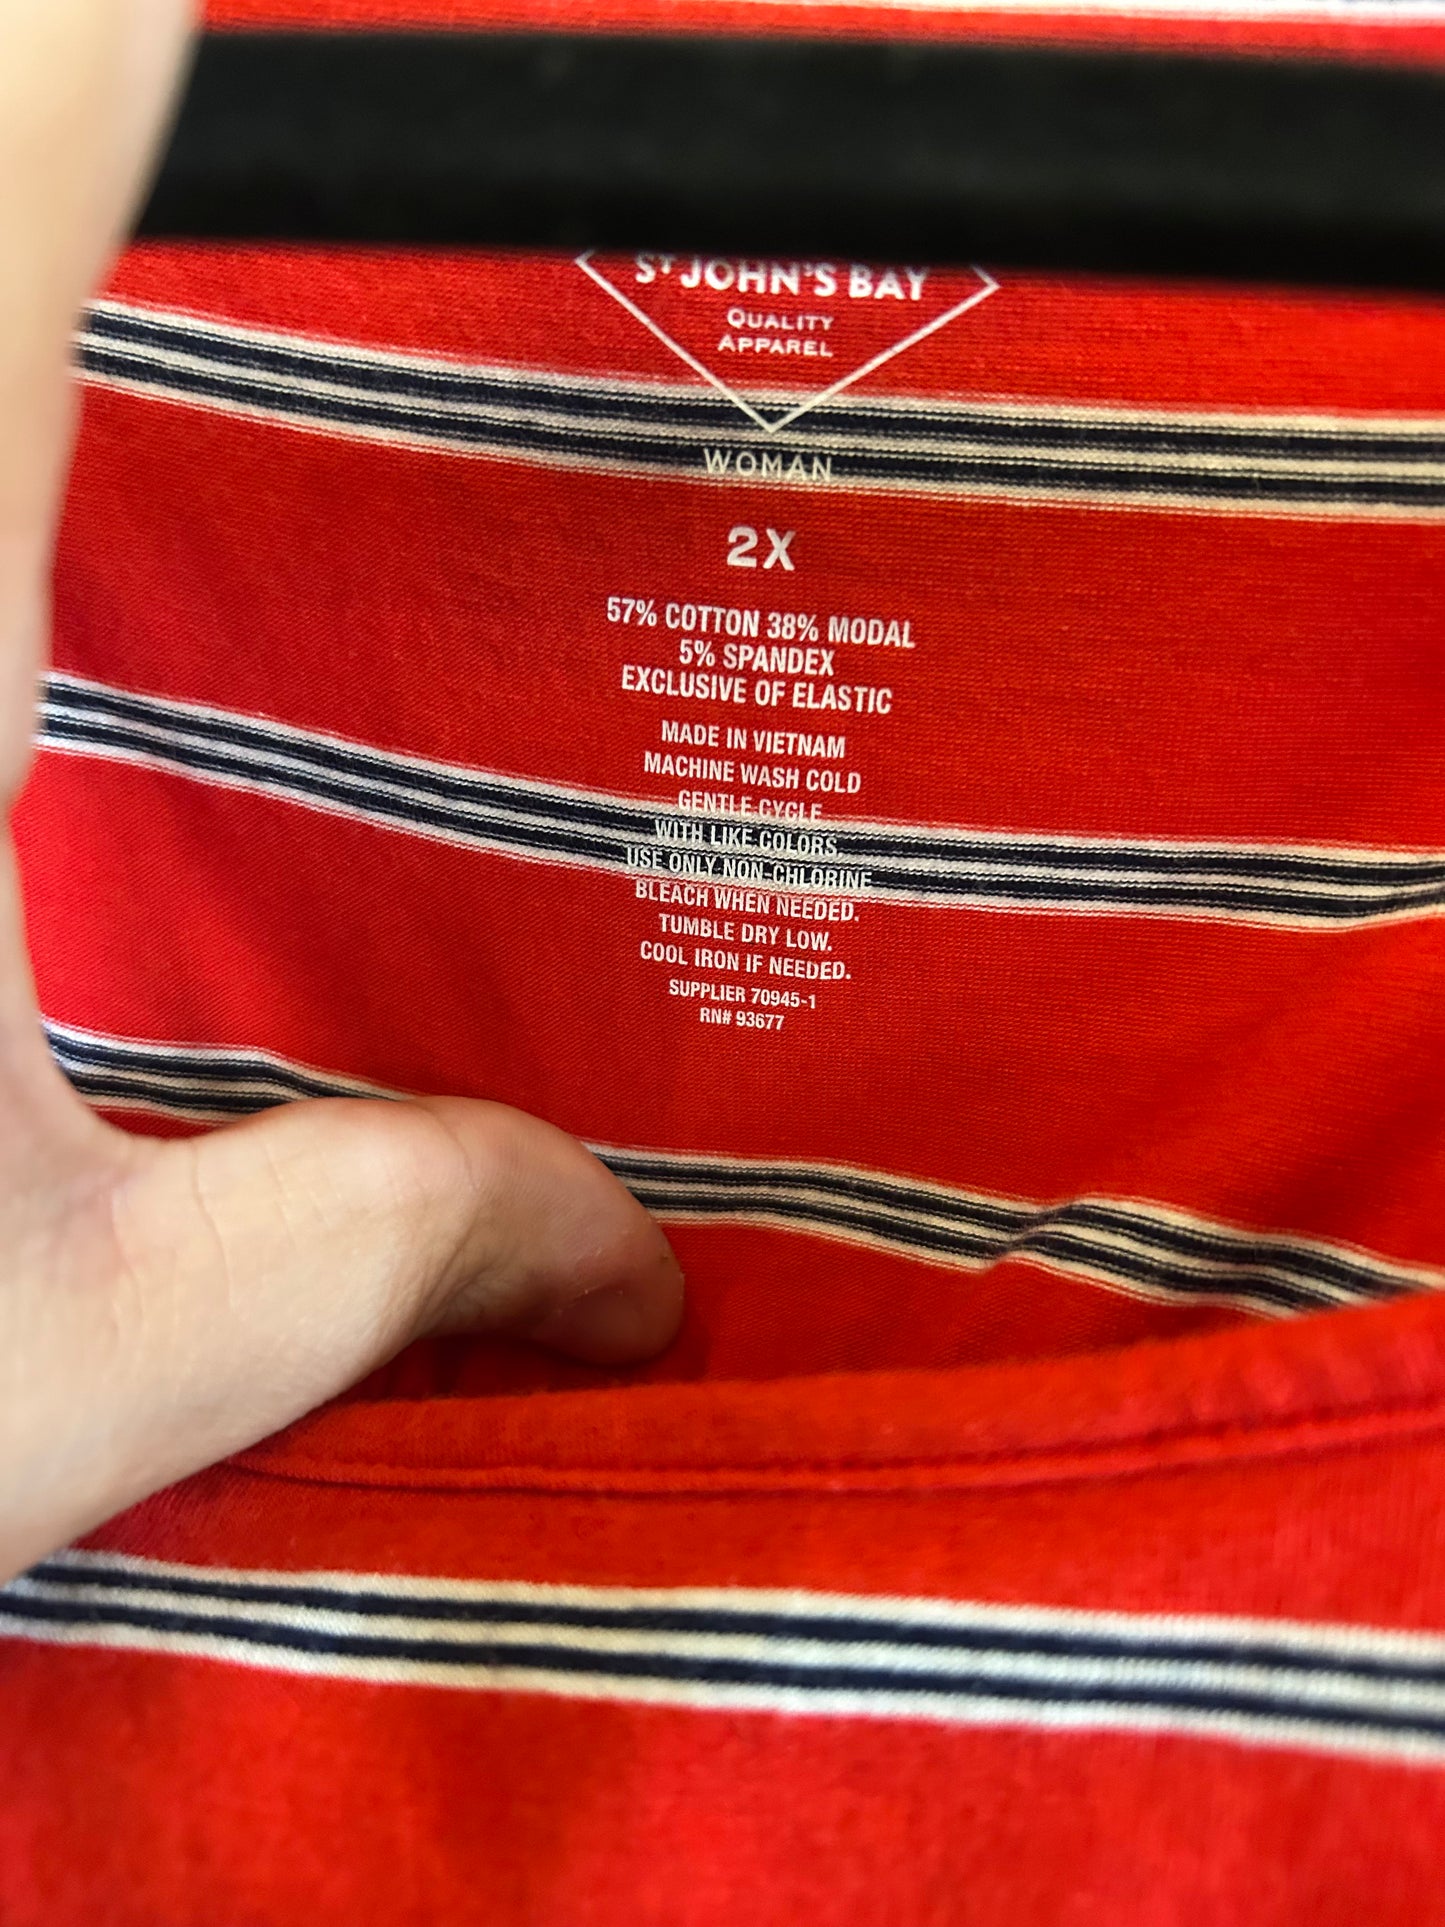 ST JOHN'S BAY
QUALITY
APPAREL
WOMAN
2X
57% COTTON 38% MODAL
5% SPANDEX
EXCLUSIVE OF ELASTIC
MADE IN VIETNAM
MACHINE WASH COLD
GENTLE CYCLE
WITH LIKE COLORS.
USE ONLY NON-CHLORINE
BLEACH WHEN NEEDED.
TUMBLE DRY LOW.
COOL IRON IF NEEDED.
SUPPLIER 70945-1
RN# 93677